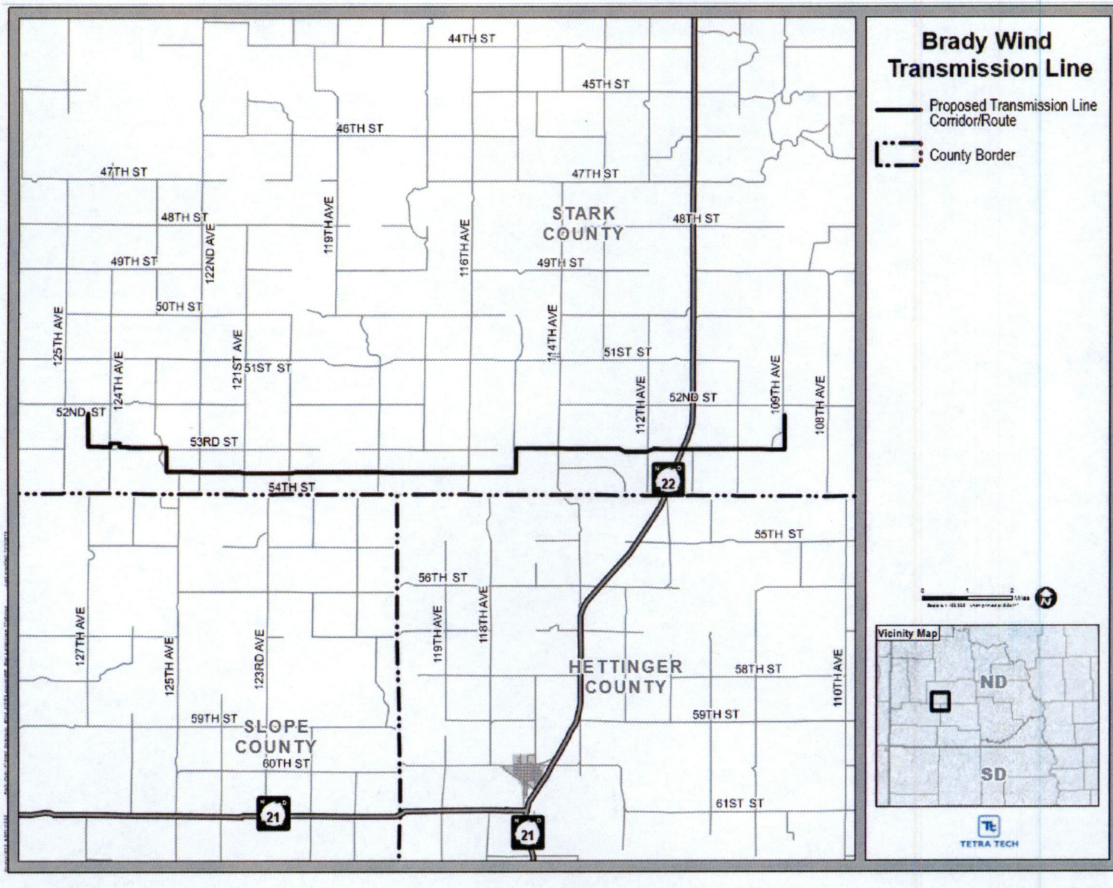 Brady Wind
Transmission Line
Proposed Transmission Line
Corridor/Route
County Border
44TH ST
45TH ST
46TH ST
47TH ST
47TH ST
STARK
COUNTY
48TH ST
48TH ST
119TH AVE
122ND AVE
116TH AVE
49TH ST
49TH ST
50TH ST
125TH AVE
124TH AVE
121ST AVE
51ST ST
114TH AVE
51ST ST
112TH AVE
52ND ST
109TH AVE
108TH AVE
52ND ST
53RD ST
54TH ST
N D
22
55TH ST
56TH ST
127TH AVE
125TH AVE
123RD AVE
119TH AVE
118TH AVE
HETTINGER
COUNTY
58TH ST
110TH AVE
59TH ST
59TH ST
SLOPE
COUNTY
60TH ST
61ST ST
N D
21
N D
21
0 1 2 Miles
N
Vicinity Map
ND
SD
Tt
TETRA TECH